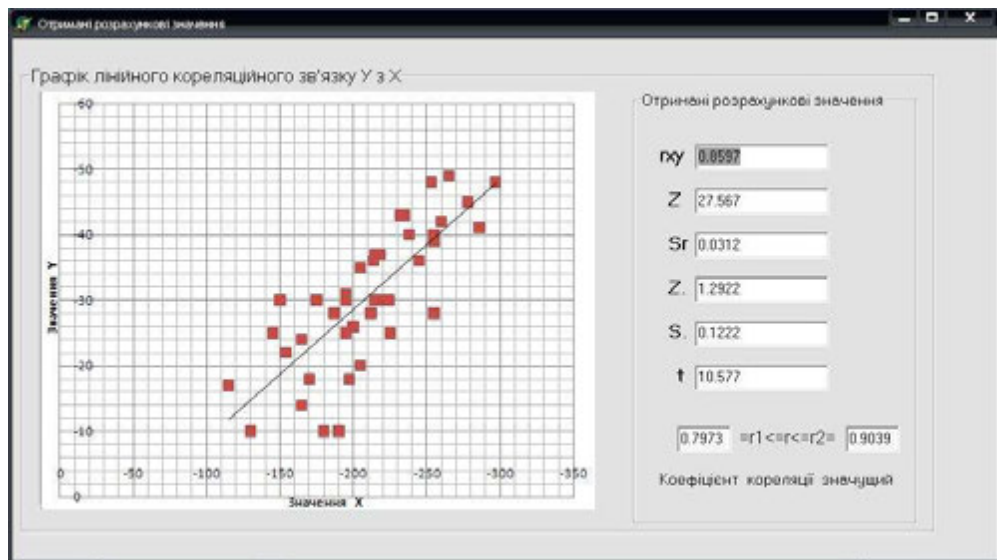 Отримані розрахункові значення
Графік лінійного кореляційного зв'язку Y з X
-60
-50
-40
-30
-20
-10
0
Значення Y
0 -50 -100 -150 -200 -250 -300 -350
Значення X
Отримані розрахункові значення
rxy 0.8597
Z 27.567
Sr 0.0312
Z. 1.2922
S. 0.1222
t 10.577
0.7973 =r1<=r<=r2= 0.9039
Коефіцієнт кореляції значущий